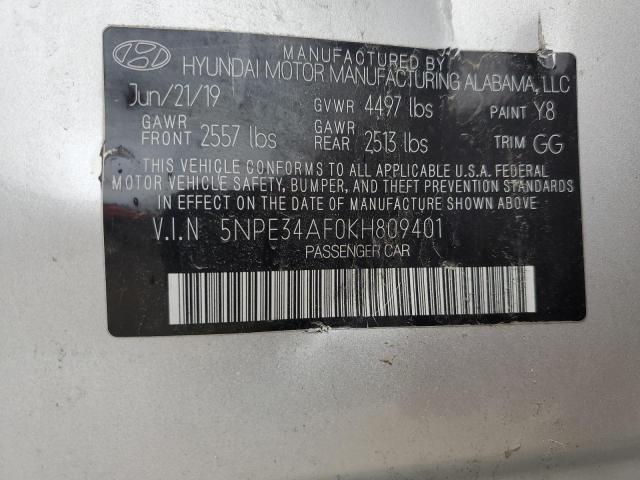 MANUFACTURED BY
HYUNDAI MOTOR MANUFACTURING ALABAMA, LLC
Jun/21/19 GVWR 4497 lbs PAINT Y8
GAWR FRONT 2557 lbs GAWR REAR 2513 lbs TRIM GG
THIS VEHICLE CONFORMS TO ALL APPLICABLE U.S.A. FEDERAL
MOTOR VEHICLE SAFETY, BUMPER, AND THEFT PREVENTION STANDARDS
IN EFFECT ON THE DATE OF MANUFACTURE SHOWN ABOVE.
V.I.N 5NPE34AF0KH809401
PASSENGER CAR